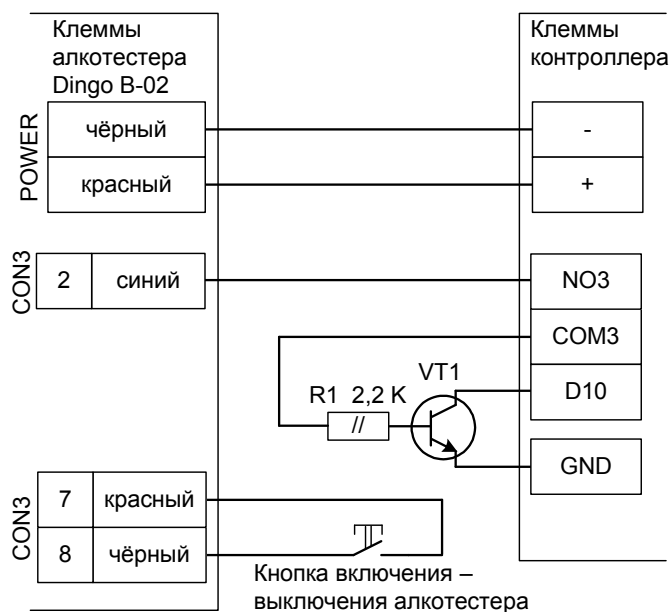 Клеммы
алкотестера
Dingo B-02
Клеммы
контроллера
POWER
чёрный
-
красный
+
CON3
2
синий
NO3
COM3
VT1
R1 2,2 K
//
D10
GND
CON3
7
красный
8
чёрный
Кнопка включения –
выключения алкотестера